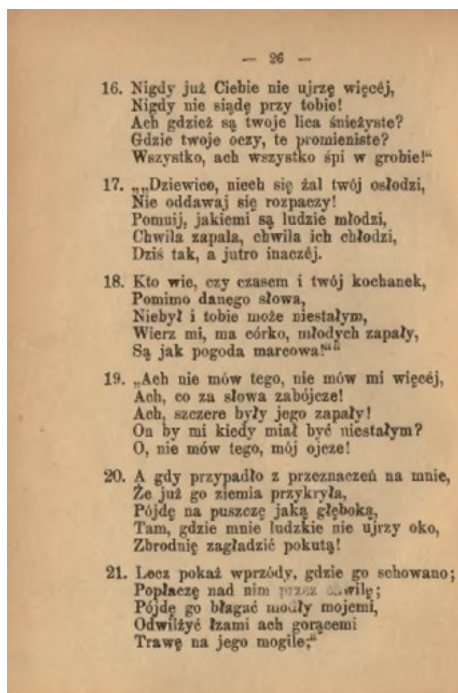 — 26 —
16. Nigdy już Ciebie nie ujrzę więcéj,
Nigdy nie siądę przy tobie!
Ach gdzież są twoje lica śnieżyste?
Gdzie twoje oczy, te promieniste?
Wszystko, ach wszystko śpi w grobie!“
17. „„Dziewico, niech się żal twój osłodzi,
Nie oddawaj się rozpaczy!
Pomnij, jakiemi są ludzie młodzi,
Chwila zapala, chwila ich chłodzi,
Dziś tak, a jutro inaczéj.
18. Kto wie, czy czasem i twój kochanek,
Pomimo danego słowa,
Niebył i tobie może niestałym,
Wierz mi, ma córko, młodych zapały,
Są jak pogoda marcowa!““
19. „Ach nie mów tego, nie mów mi więcéj,
Ach, co za słowa zabójcze!
Ach, szczere były jego zapały!
On by mi kiedy miał być niestałym?
O, nie mów tego, mój ojcze!
20. A gdy przypadło z przeznaczeń na mnie,
Że już go ziemia przykryła,
Pójdę na puszczę jaką głęboką,
Tam, gdzie mnie ludzkie nie ujrzy oko,
Zbrodnię zagładzić pokutą!
21. Lecz pokaż wprzódy, gdzie go schowano;
Popłaczę nad nim przez chwilę;
Pójdę go błagać modły mojemi,
Odwilżyć łzami ach gorącemi
Trawę na jego mogile;“